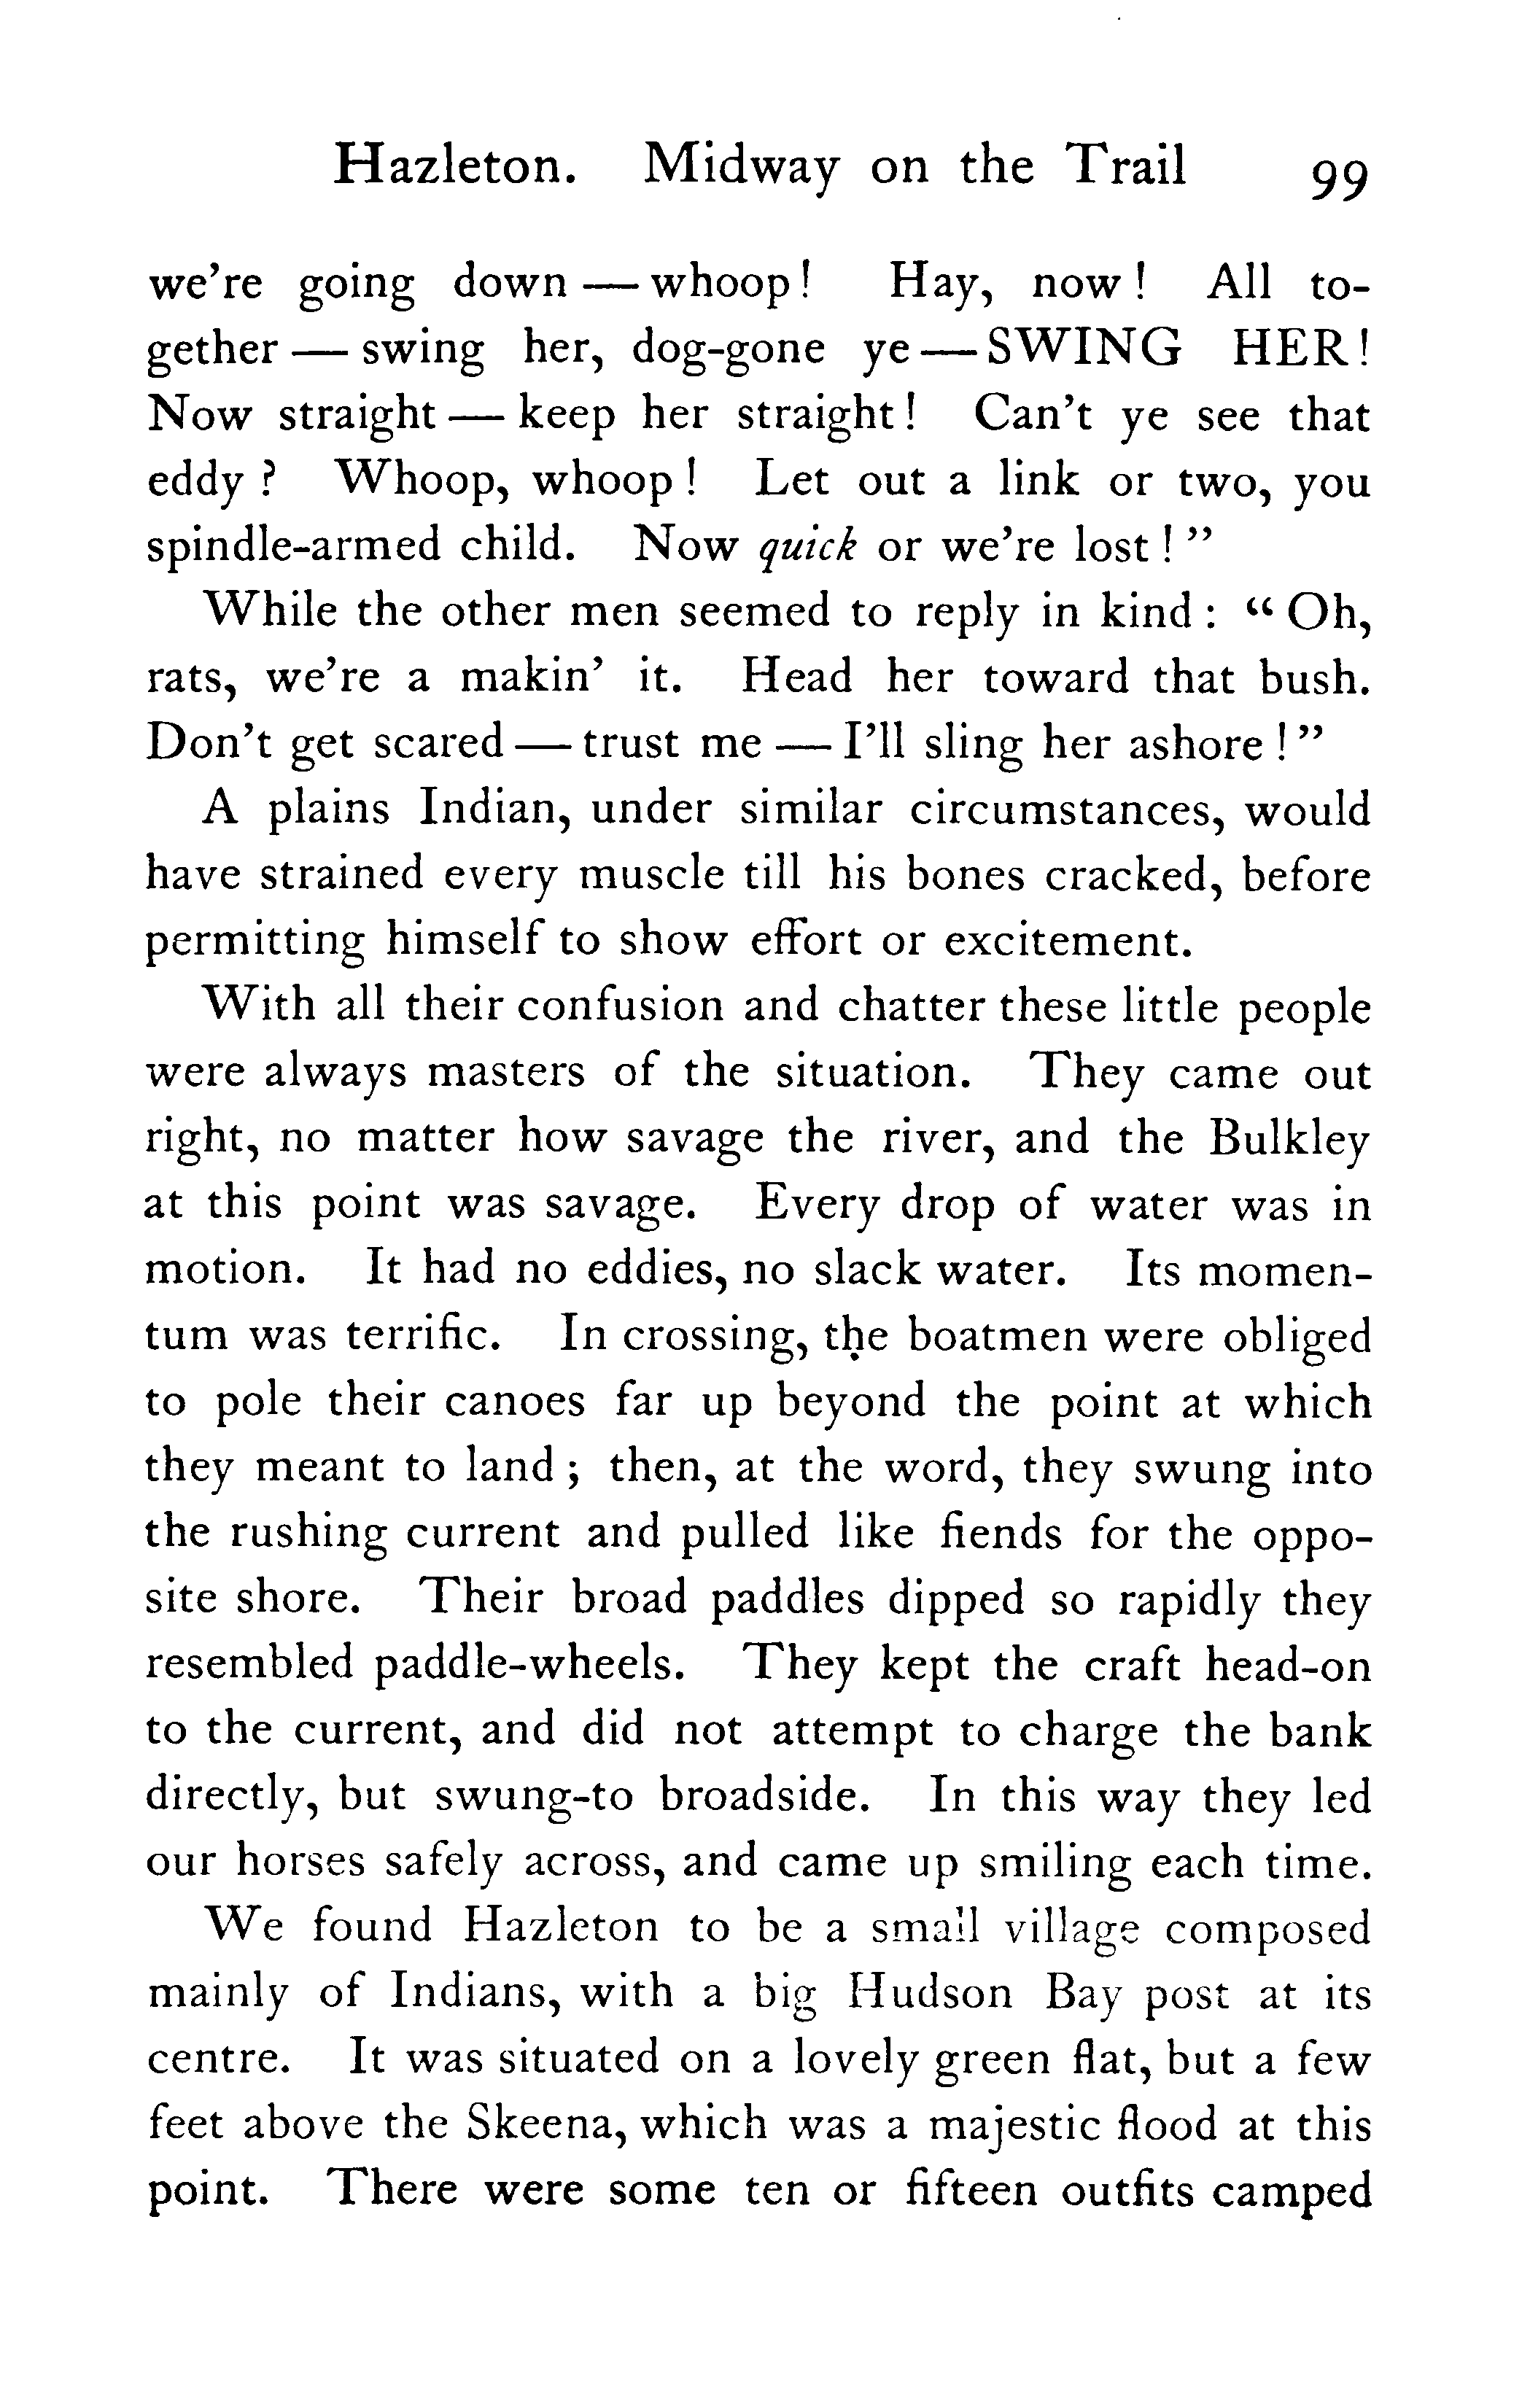 Hazleton. Midway on the Trail 99
we're going down — whoop! Hay, now! All to-
gether — swing her, dog-gone ye — SWING HER!
Now straight — keep her straight! Can't ye see that
eddy? Whoop, whoop! Let out a link or two, you
spindle-armed child. Now quick or we're lost!"
While the other men seemed to reply in kind: "Oh,
rats, we're a makin' it. Head her toward that bush.
Don't get scared — trust me — I'll sling her ashore!"
A plains Indian, under similar circumstances, would
have strained every muscle till his bones cracked, before
permitting himself to show effort or excitement.
With all their confusion and chatter these little people
were always masters of the situation. They came out
right, no matter how savage the river, and the Bulkley
at this point was savage. Every drop of water was in
motion. It had no eddies, no slack water. Its momen-
tum was terrific. In crossing, the boatmen were obliged
to pole their canoes far up beyond the point at which
they meant to land; then, at the word, they swung into
the rushing current and pulled like fiends for the oppo-
site shore. Their broad paddles dipped so rapidly they
resembled paddle-wheels. They kept the craft head-on
to the current, and did not attempt to charge the bank
directly, but swung-to broadside. In this way they led
our horses safely across, and came up smiling each time.
We found Hazleton to be a small village composed
mainly of Indians, with a big Hudson Bay post at its
centre. It was situated on a lovely green flat, but a few
feet above the Skeena, which was a majestic flood at this
point. There were some ten or fifteen outfits camped